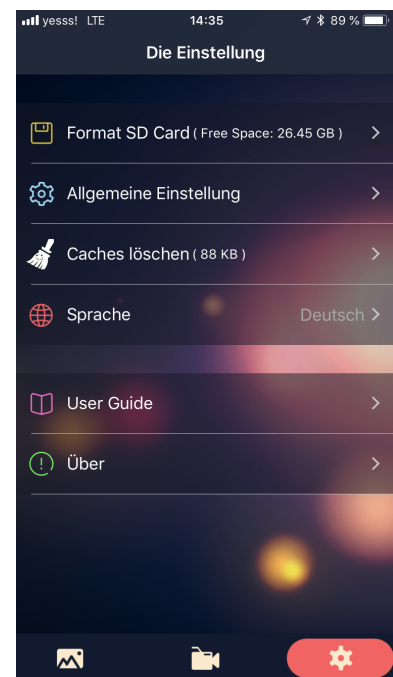 yesss! LTE 14:35 89 %
Die Einstellung
Format SD Card ( Free Space: 26.45 GB )
Allgemeine Einstellung
Caches löschen ( 88 KB )
Sprache Deutsch
User Guide
Über